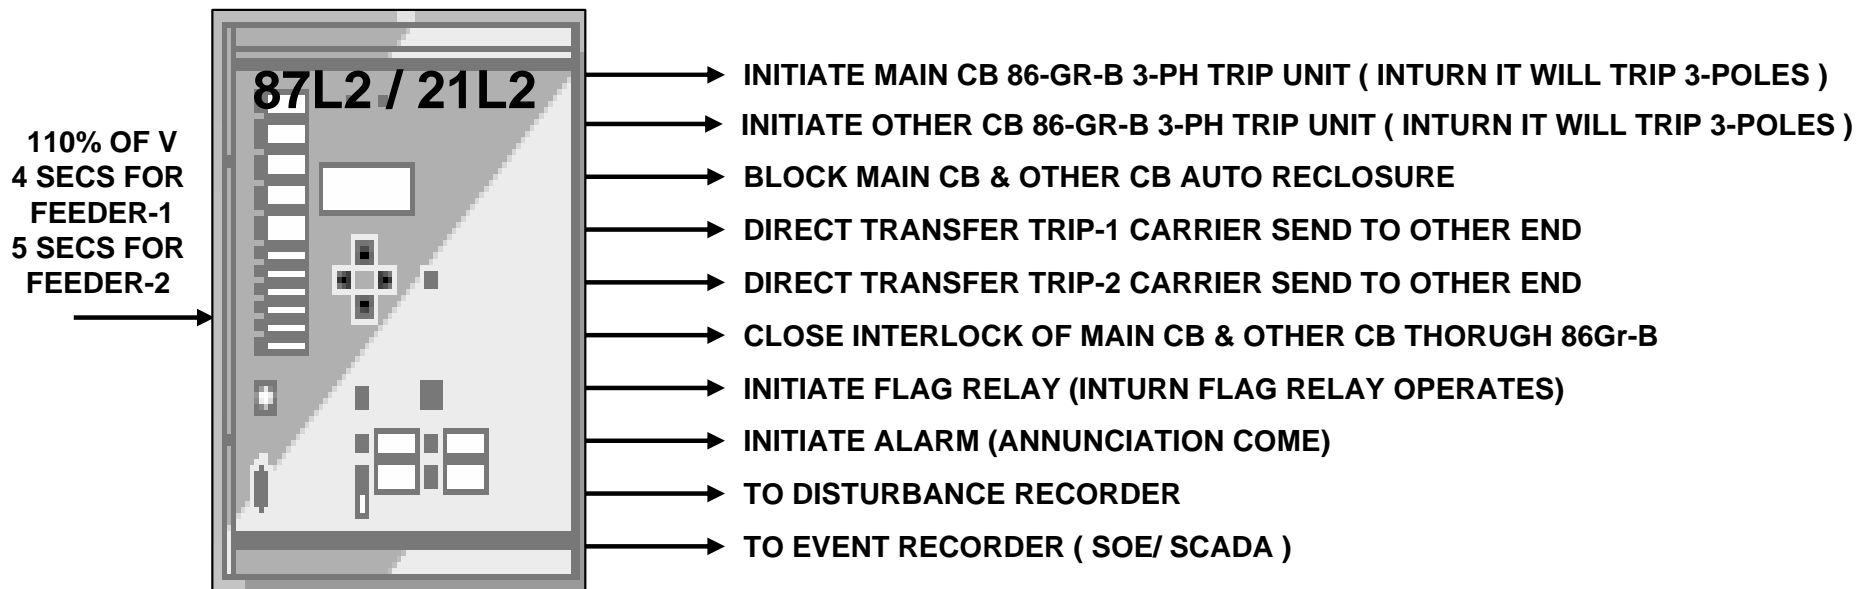 87L2 / 21L2
110% OF V
4 SECS FOR
FEEDER-1
5 SECS FOR
FEEDER-2
INITIATE MAIN CB 86-GR-B 3-PH TRIP UNIT ( INTURN IT WILL TRIP 3-POLES )
INITIATE OTHER CB 86-GR-B 3-PH TRIP UNIT ( INTURN IT WILL TRIP 3-POLES )
BLOCK MAIN CB & OTHER CB AUTO RECLOSURE
DIRECT TRANSFER TRIP-1 CARRIER SEND TO OTHER END
DIRECT TRANSFER TRIP-2 CARRIER SEND TO OTHER END
CLOSE INTERLOCK OF MAIN CB & OTHER CB THORUGH 86Gr-B
INITIATE FLAG RELAY (INTURN FLAG RELAY OPERATES)
INITIATE ALARM (ANNUNCIATION COME)
TO DISTURBANCE RECORDER
TO EVENT RECORDER ( SOE/ SCADA )